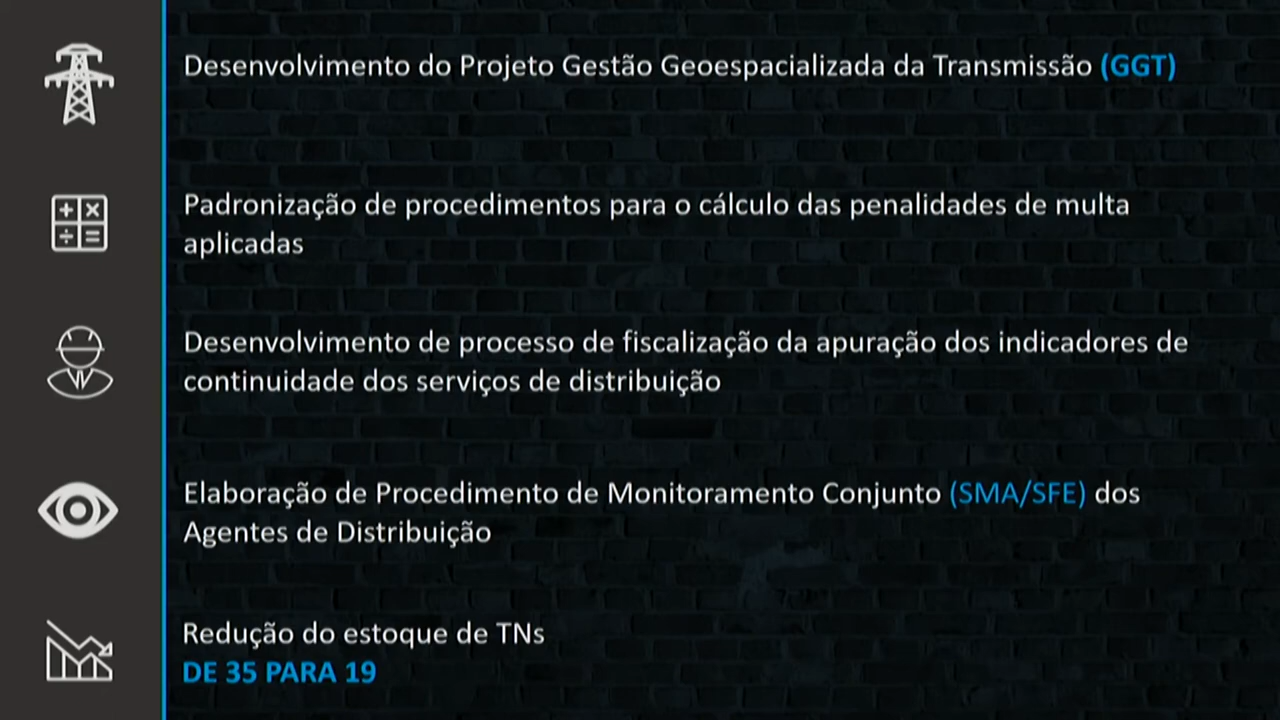 Desenvolvimento do Projeto Gestão Geoespacializada da Transmissão (GGT)
Padronização de procedimentos para o cálculo das penalidades de multa
aplicadas
Desenvolvimento de processo de fiscalização da apuração dos indicadores de
continuidade dos serviços de distribuição
Elaboração de Procedimento de Monitoramento Conjunto (SMA/SFE) dos
Agentes de Distribuição
Redução do estoque de TNs
DE 35 PARA 19